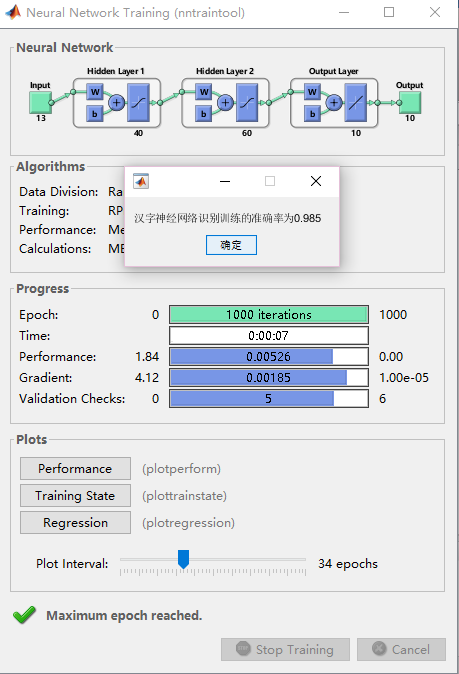 Neural Network Training (nntraintool)
Neural Network
Hidden Layer 1 Hidden Layer 2 Output Layer
Input Output
W W W
b b b
13 40 60 10 10
Algorithms
Data Division: Ra
Training: RP
Performance: Me
Calculations: ME
汉字神经网络识别训练的准确率为0.985
确定
Progress
Epoch: 0 1000 iterations 1000
Time: 0:00:07
Performance: 1.84 0.00526 0.00
Gradient: 4.12 0.00185 1.00e-05
Validation Checks: 0 5 6
Plots
Performance (plotperform)
Training State (plottrainstate)
Regression (plotregression)
Plot Interval: 34 epochs
Maximum epoch reached.
Stop Training Cancel